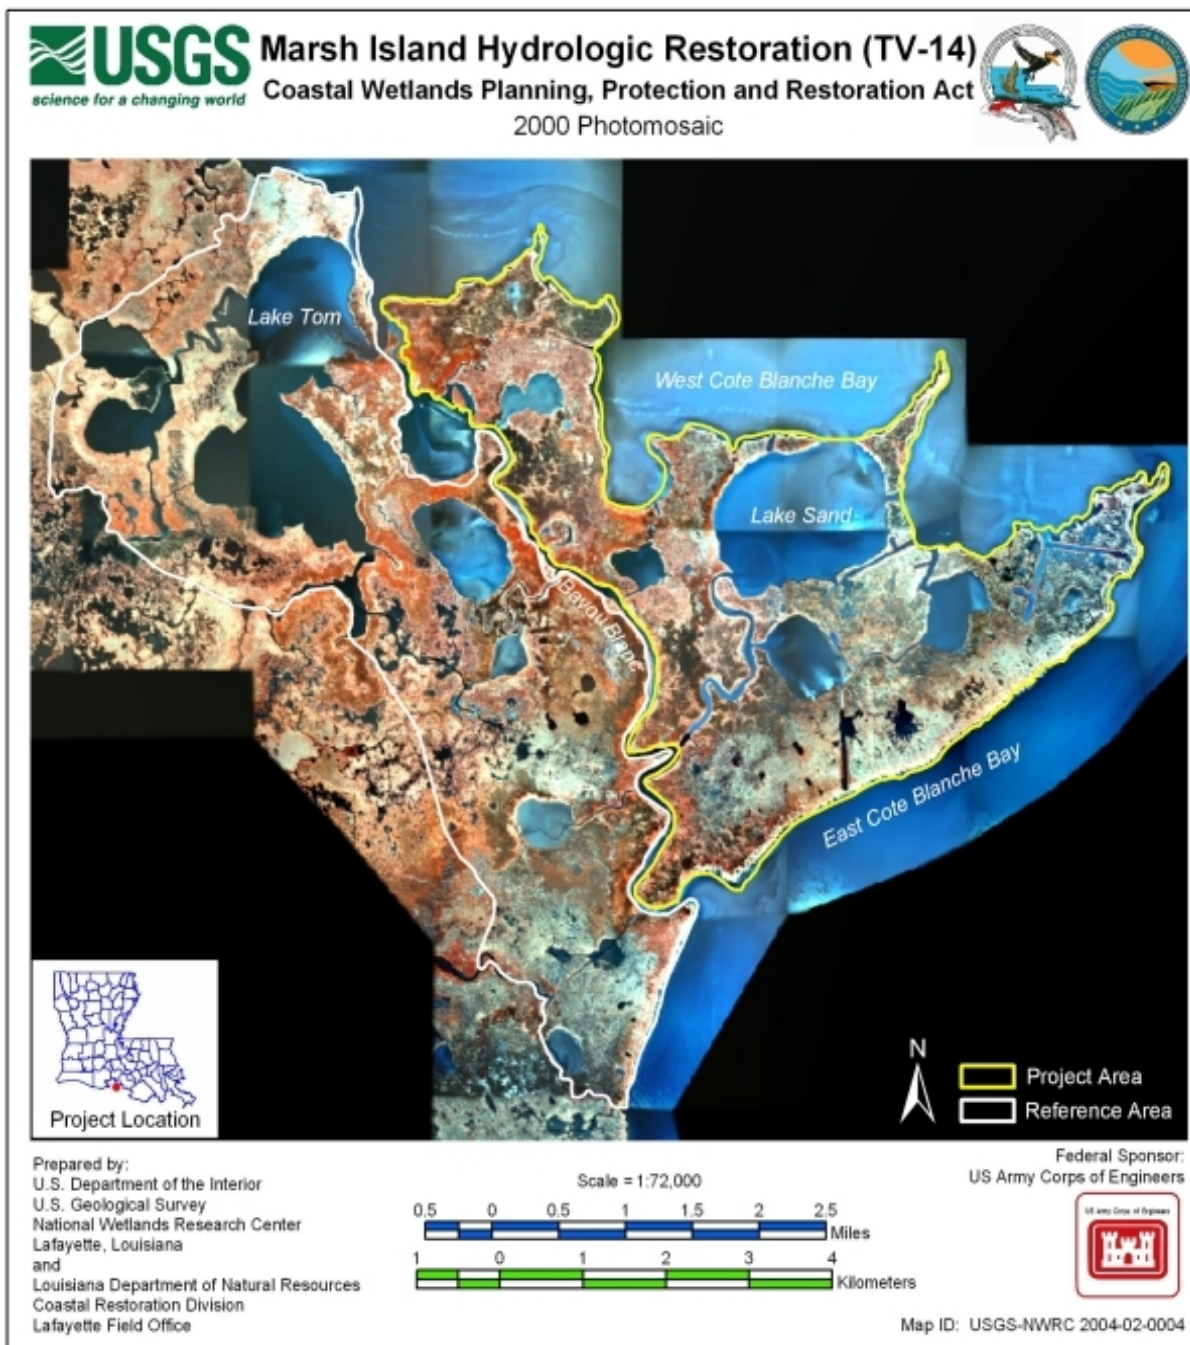 USGS
science for a changing world
Marsh Island Hydrologic Restoration (TV-14)
Coastal Wetlands Planning, Protection and Restoration Act
2000 Photomosaic
Lake Tom
West Cote Blanche Bay
Lake Sand
Bayou Blanc
East Cote Blanche Bay
N
Project Area
Reference Area
Project Location
Prepared by:
U.S. Department of the Interior
U.S. Geological Survey
National Wetlands Research Center
Lafayette, Louisiana
and
Louisiana Department of Natural Resources
Coastal Restoration Division
Lafayette Field Office
Scale = 1:72,000
0.5 0 0.5 1 1.5 2 2.5
Miles
1 0 1 2 3 4
Kilometers
Federal Sponsor:
US Army Corps of Engineers
US Army Corps of Engineers
Map ID: USGS-NWRC 2004-02-0004